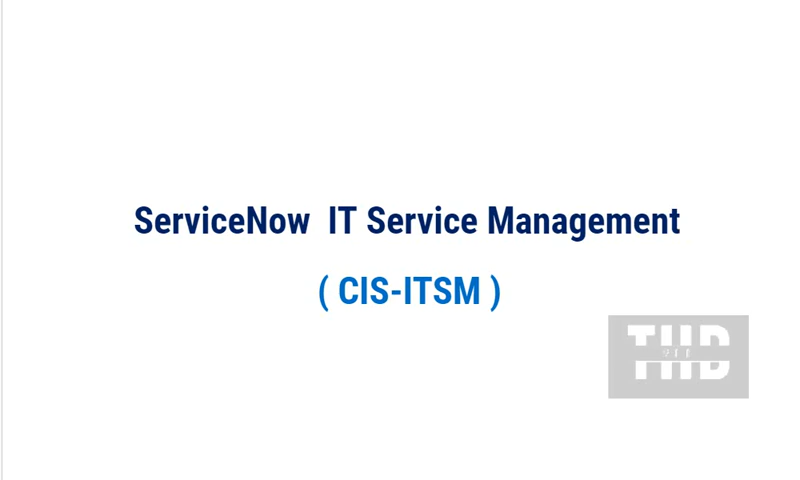 ServiceNow IT Service Management
( CIS-ITSM )
THD